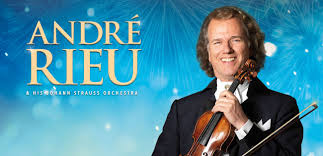 ANDRÉ
RIEU
& HIS JOHANN STRAUSS ORCHESTRA